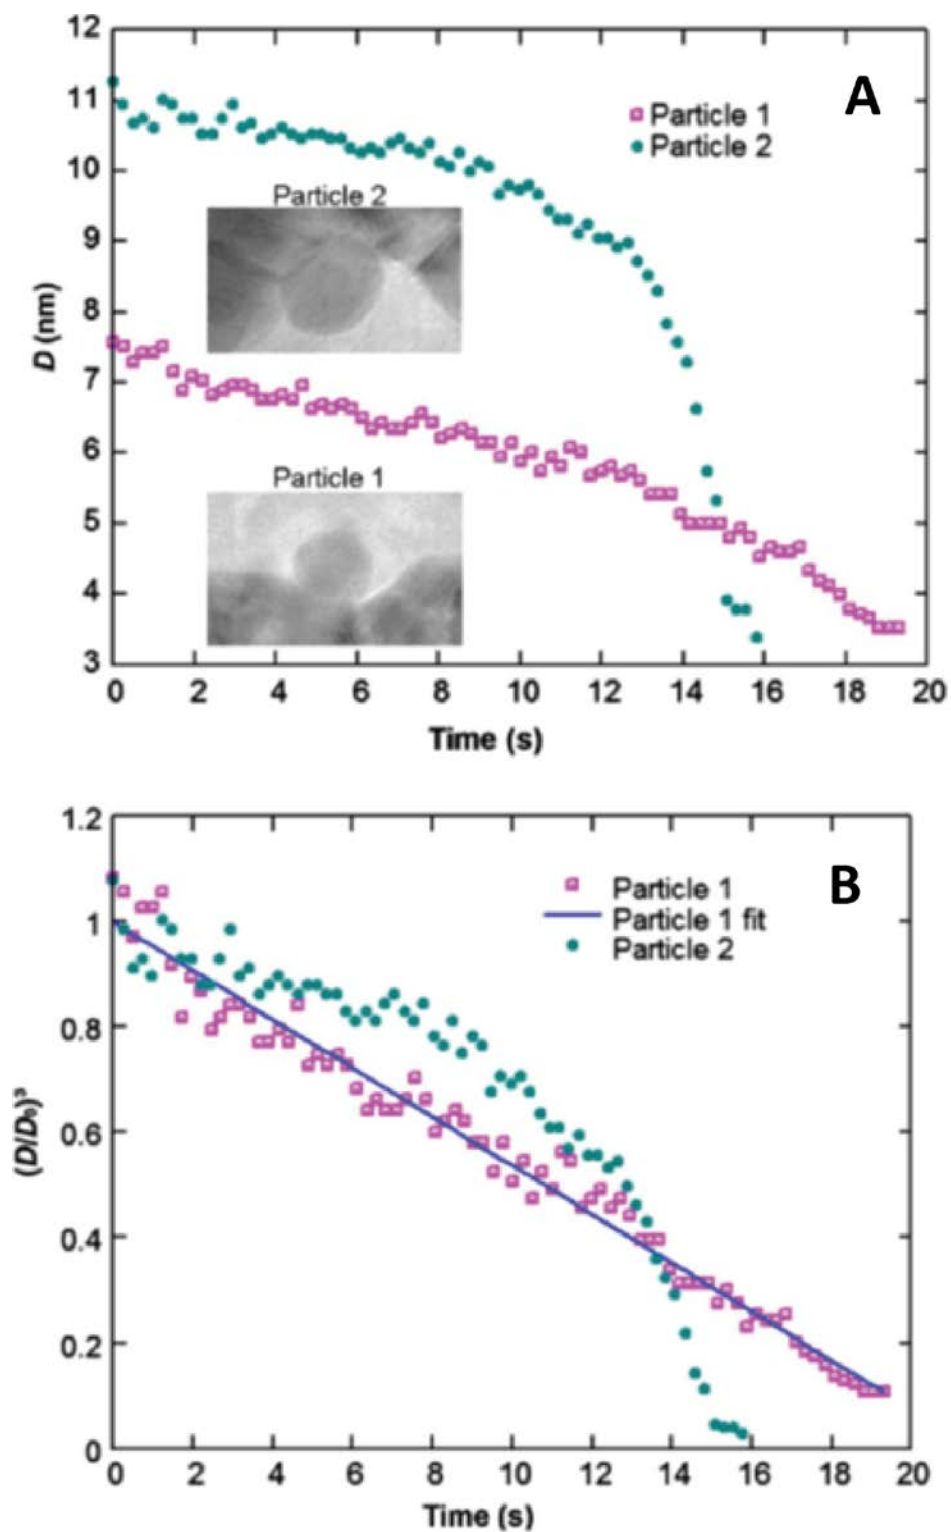 12
11
10
9
8
7
6
5
4
3
D (nm)
A
Particle 1
Particle 2
Particle 2
Particle 1
0 2 4 6 8 10 12 14 16 18 20
Time (s)
1.2
1
0.8
0.6
0.4
0.2
0
(D/D₀)³
B
Particle 1
Particle 1 fit
Particle 2
0 2 4 6 8 10 12 14 16 18 20
Time (s)